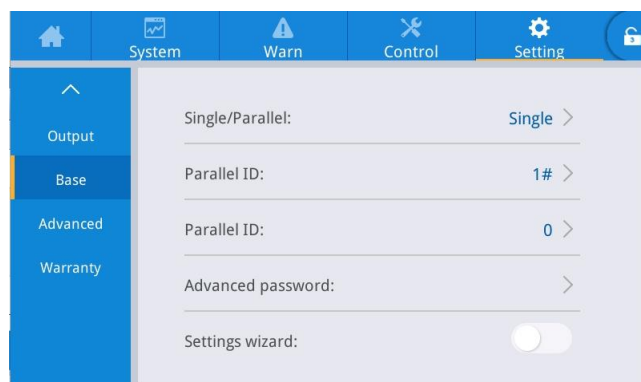 System
Warn
Control
Setting
3
Output
Base
Advanced
Warranty
Single/Parallel:
Single
Parallel ID:
1#
Parallel ID:
0
Advanced password:
Settings wizard: